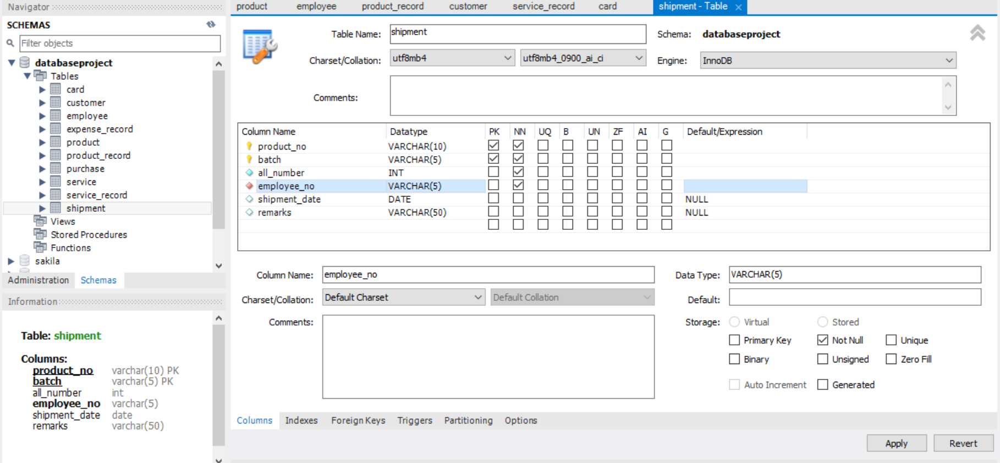 Navigator
SCHEMAS
Filter objects
databaseproject
Tables
card
customer
employee
expense_record
product
product_record
purchase
service
service_record
shipment
Views
Stored Procedures
Functions
sakila
Administration Schemas
Information
Table: shipment
Columns:
product_no varchar(10) PK
batch varchar(5) PK
all_number int
employee_no varchar(5)
shipment_date date
remarks varchar(50)
product employee product_record customer service_record card shipment - Table
Table Name: shipment Schema: databaseproject
Charset/Collation: utf8mb4 utf8mb4_0900_ai_ci Engine: InnoDB
Comments:
Column Name Datatype PK NN UQ B UN ZF AI G Default/Expression
product_no VARCHAR(10)
batch VARCHAR(5)
all_number INT
employee_no VARCHAR(5)
shipment_date DATE NULL
remarks VARCHAR(50) NULL
Column Name: employee_no Data Type: VARCHAR(5)
Charset/Collation: Default Charset Default Collation Default:
Comments: Storage: Virtual Stored
Primary Key Not Null Unique
Binary Unsigned Zero Fill
Auto Increment Generated
Columns Indexes Foreign Keys Triggers Partitioning Options
Apply Revert